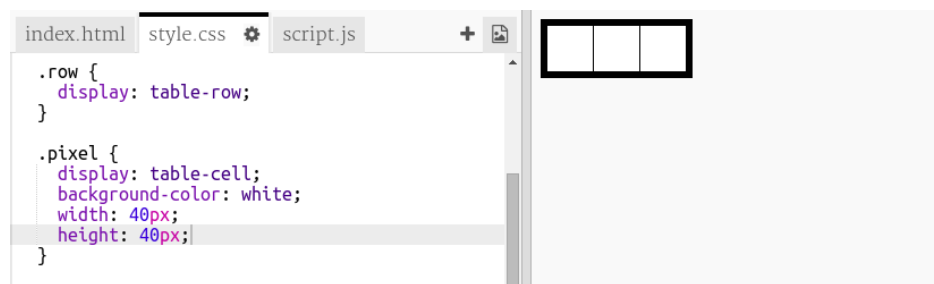 index.html style.css script.js
.row {
display: table-row;
}
.pixel {
display: table-cell;
background-color: white;
width: 40px;
height: 40px;
}